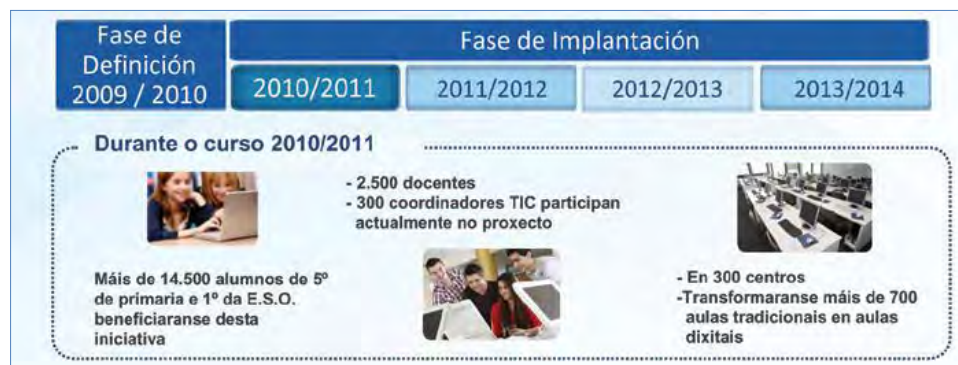 Fase de
Definición
2009 / 2010
Fase de Implantación
2010/2011
2011/2012
2012/2013
2013/2014
Durante o curso 2010/2011
Máis de 14.500 alumnos de 5º
de primaria e 1º da E.S.O.
beneficiaranse desta
iniciativa
- 2.500 docentes
- 300 coordinadores TIC participan
actualmente no proxecto
- En 300 centros
-Transformaranse máis de 700
aulas tradicionais en aulas
dixitais